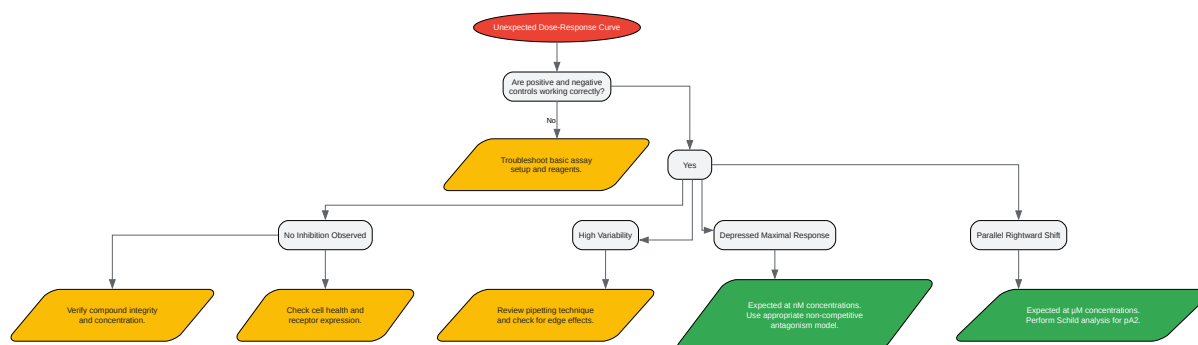 Unexpected Dose-Response Curve
Are positive and negative
controls working correctly?
No
Troubleshoot basic assay
setup and reagents.
Yes
No Inhibition Observed
High Variability
Depressed Maximal Response
Parallel Rightward Shift
Verify compound integrity
and concentration.
Check cell health and
receptor expression.
Review pipetting technique
and check for edge effects.
Expected at nM concentrations.
Use appropriate non-competitive
antagonism model.
Expected at µM concentrations.
Perform Schild analysis for pA2.